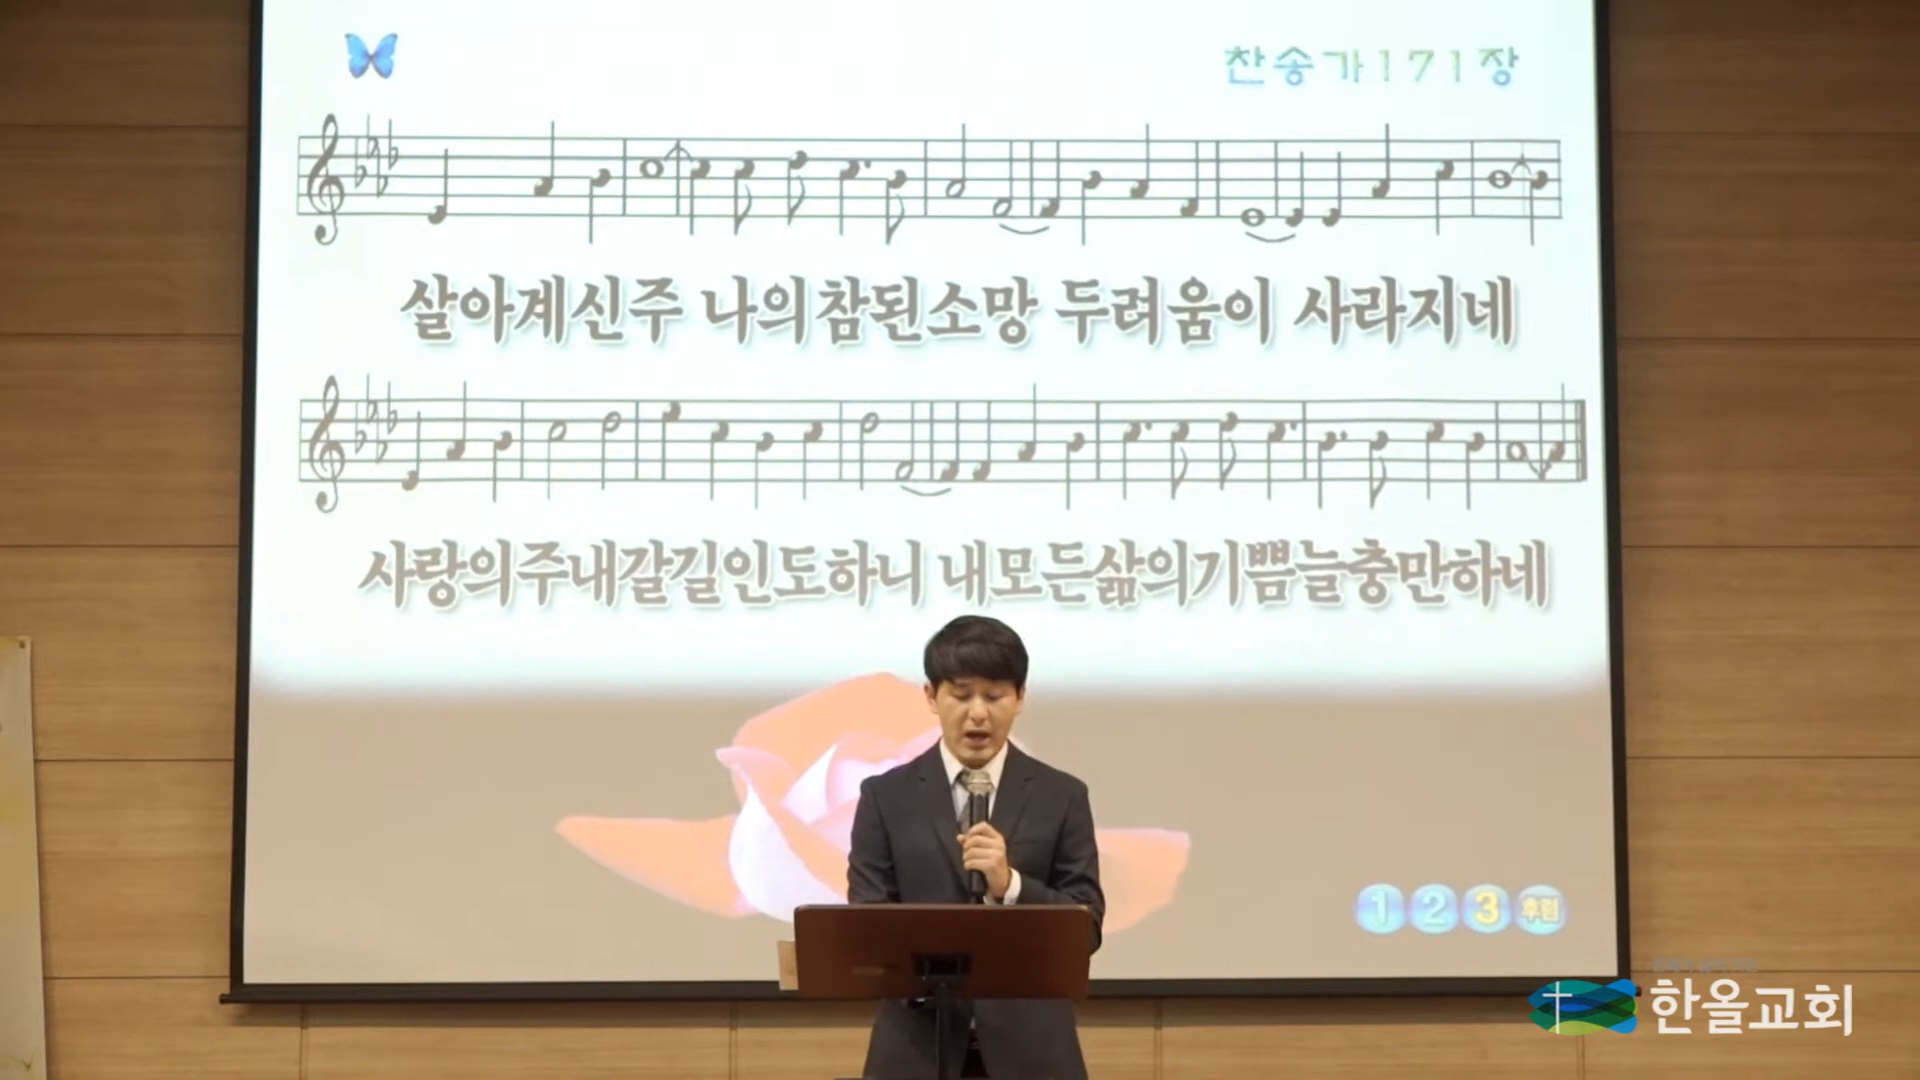 찬송가171장
살아계신주 나의참된소망 두려움이 사라지네
사랑의주내갈길인도하니 내모든삶의기쁨늘충만하네
1 2 3 후렴
한올교회